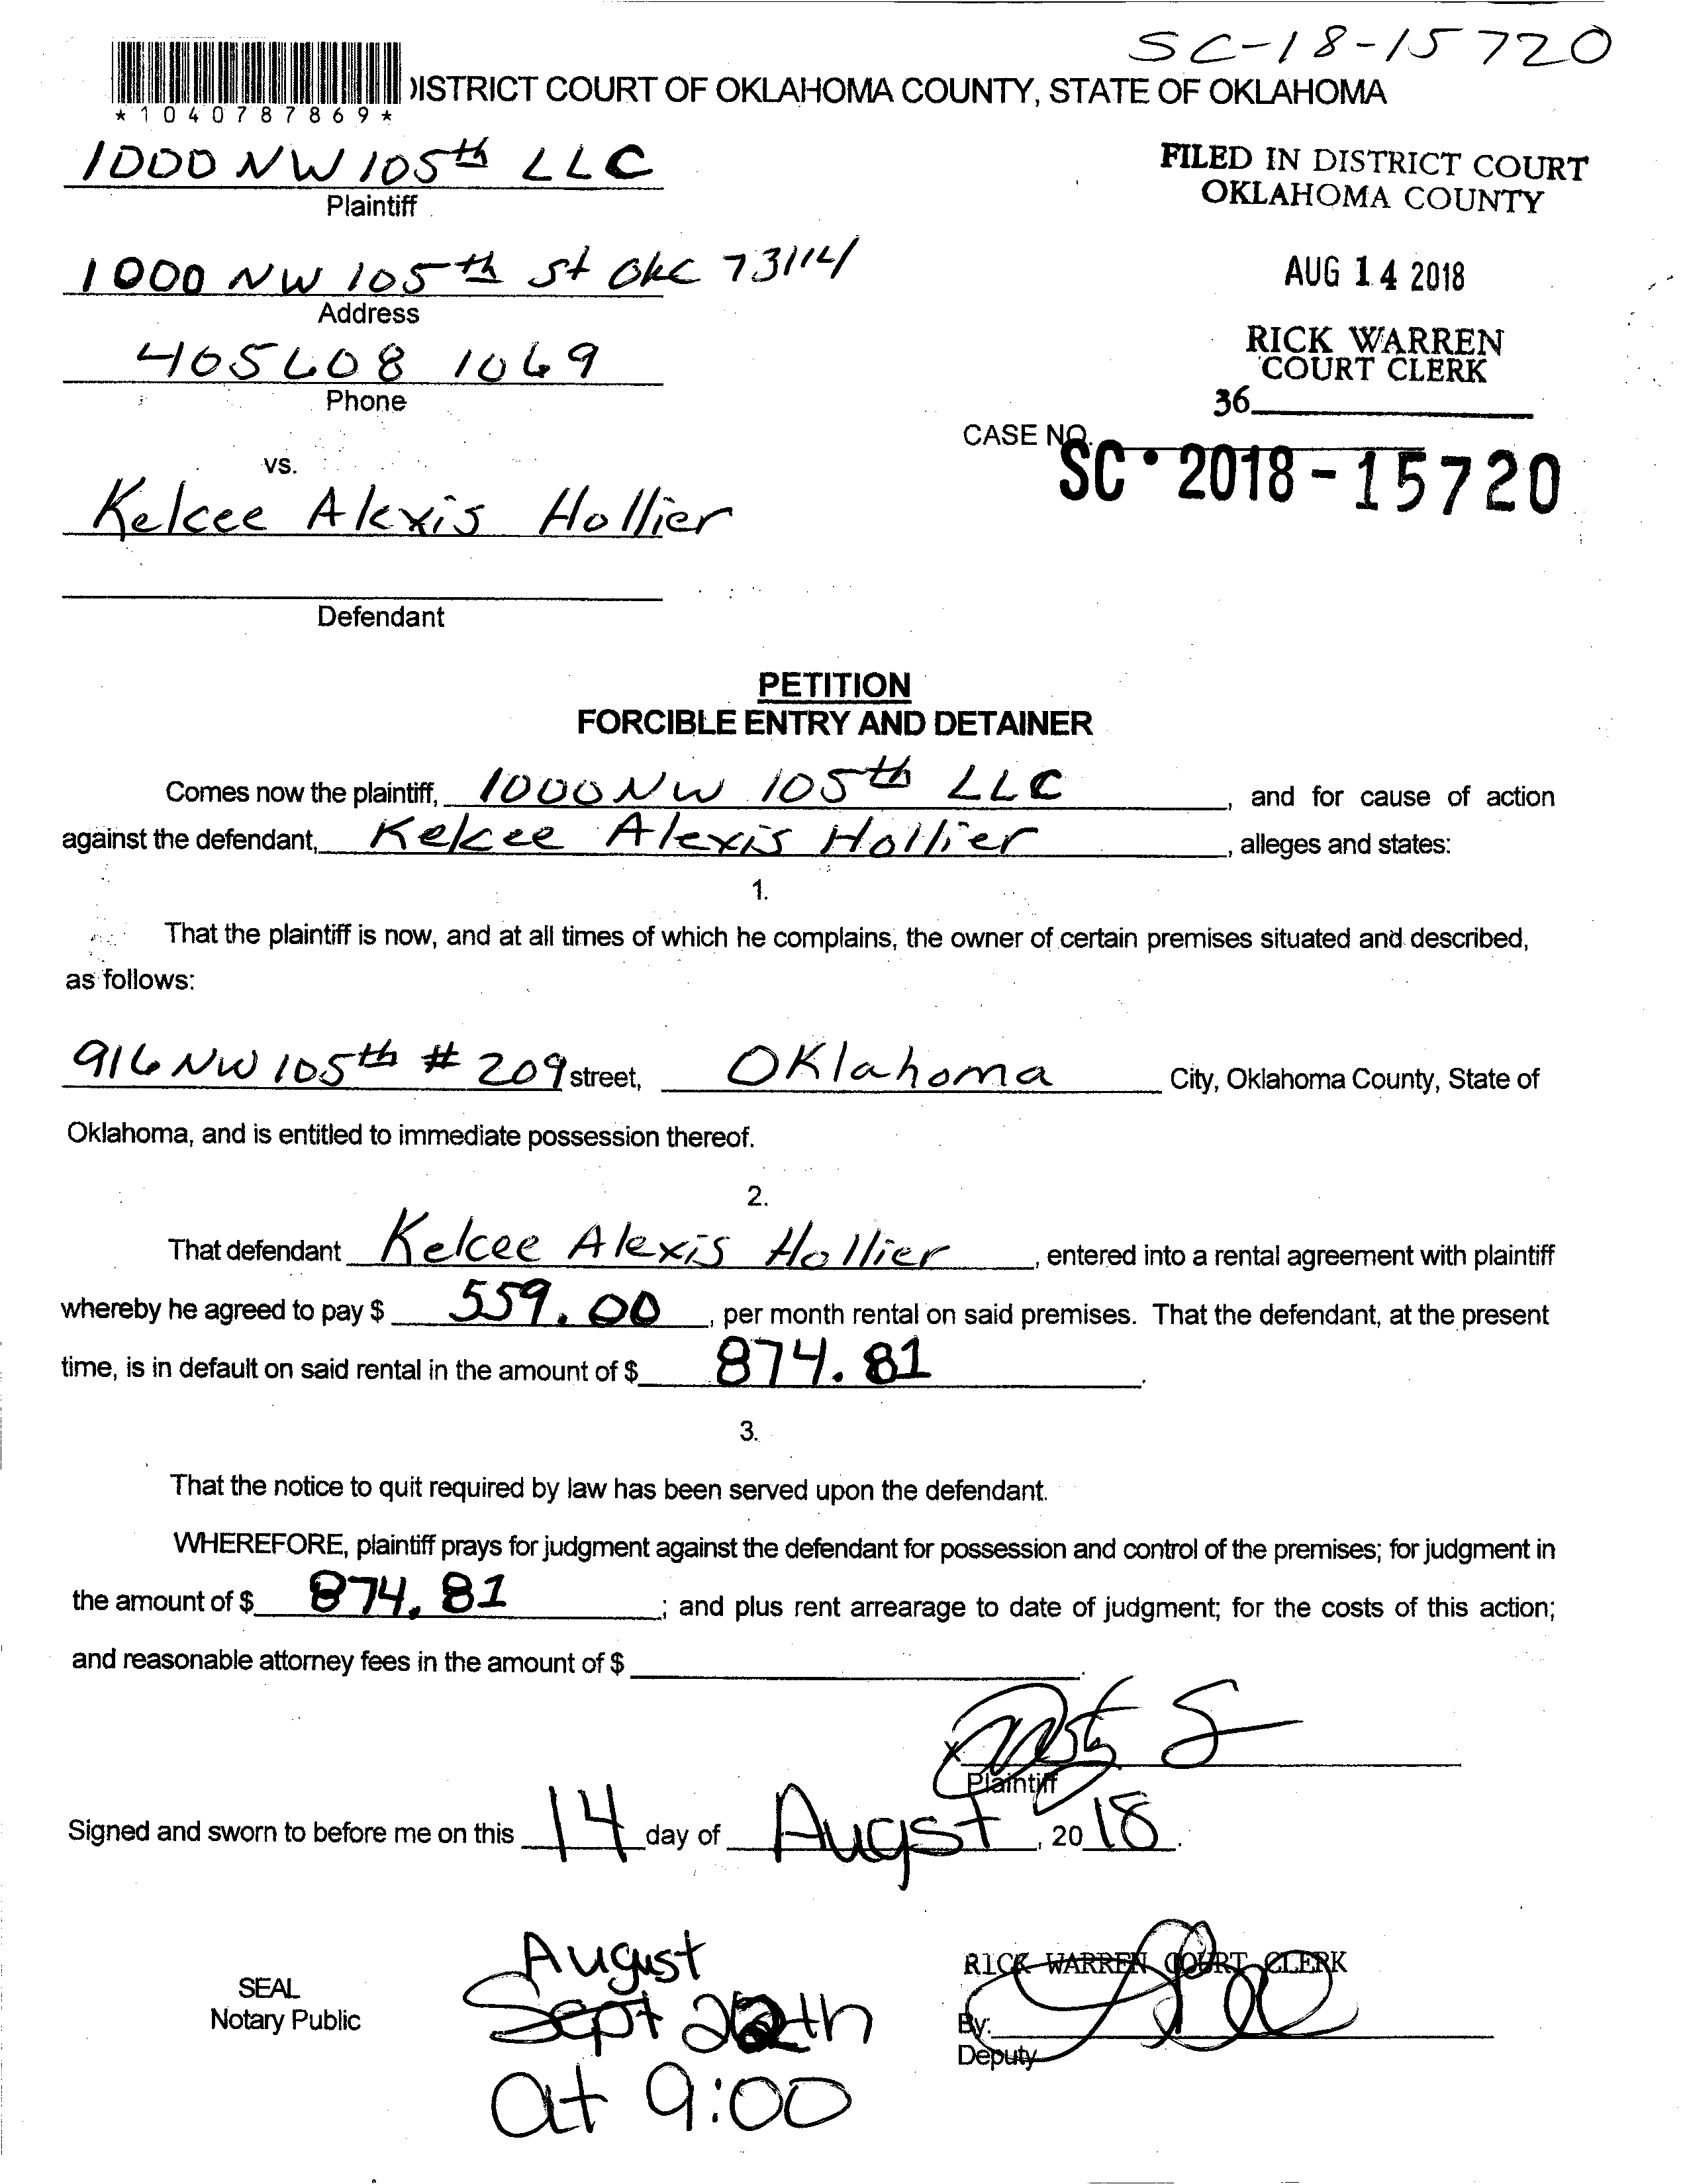 SC-18-15720
DISTRICT COURT OF OKLAHOMA COUNTY, STATE OF OKLAHOMA
*1040787869*
1000 NW 105th LLC
Plaintiff
FILED IN DISTRICT COURT
OKLAHOMA COUNTY
1000 NW 105th St OKC 73114
Address
AUG 14 2018
405608 1069
Phone
RICK WARREN
COURT CLERK
36
CASE NO.
SC • 2018 - 15720
vs.
Kelcee Alexis Hollier
Defendant
PETITION
FORCIBLE ENTRY AND DETAINER
Comes now the plaintiff, 1000 NW 105th LLC, and for cause of action
against the defendant, Kelcee Alexis Hollier, alleges and states:
1.
That the plaintiff is now, and at all times of which he complains, the owner of certain premises situated and described,
as follows:
916 NW 105th # 209 street, Oklahoma City, Oklahoma County, State of
Oklahoma, and is entitled to immediate possession thereof.
2.
That defendant Kelcee Alexis Hollier, entered into a rental agreement with plaintiff
whereby he agreed to pay $ 559.00, per month rental on said premises. That the defendant, at the present
time, is in default on said rental in the amount of $ 874.81.
3.
That the notice to quit required by law has been served upon the defendant.
WHEREFORE, plaintiff prays for judgment against the defendant for possession and control of the premises; for judgment in
the amount of $ 874.81; and plus rent arrearage to date of judgment; for the costs of this action;
and reasonable attorney fees in the amount of $ .
x
Plaintiff
Signed and sworn to before me on this 14 day of Augst, 2018.
August
Sept
at 9:00
SEAL
Notary Public
RICK WARREN COURT CLERK
By:
Deputy